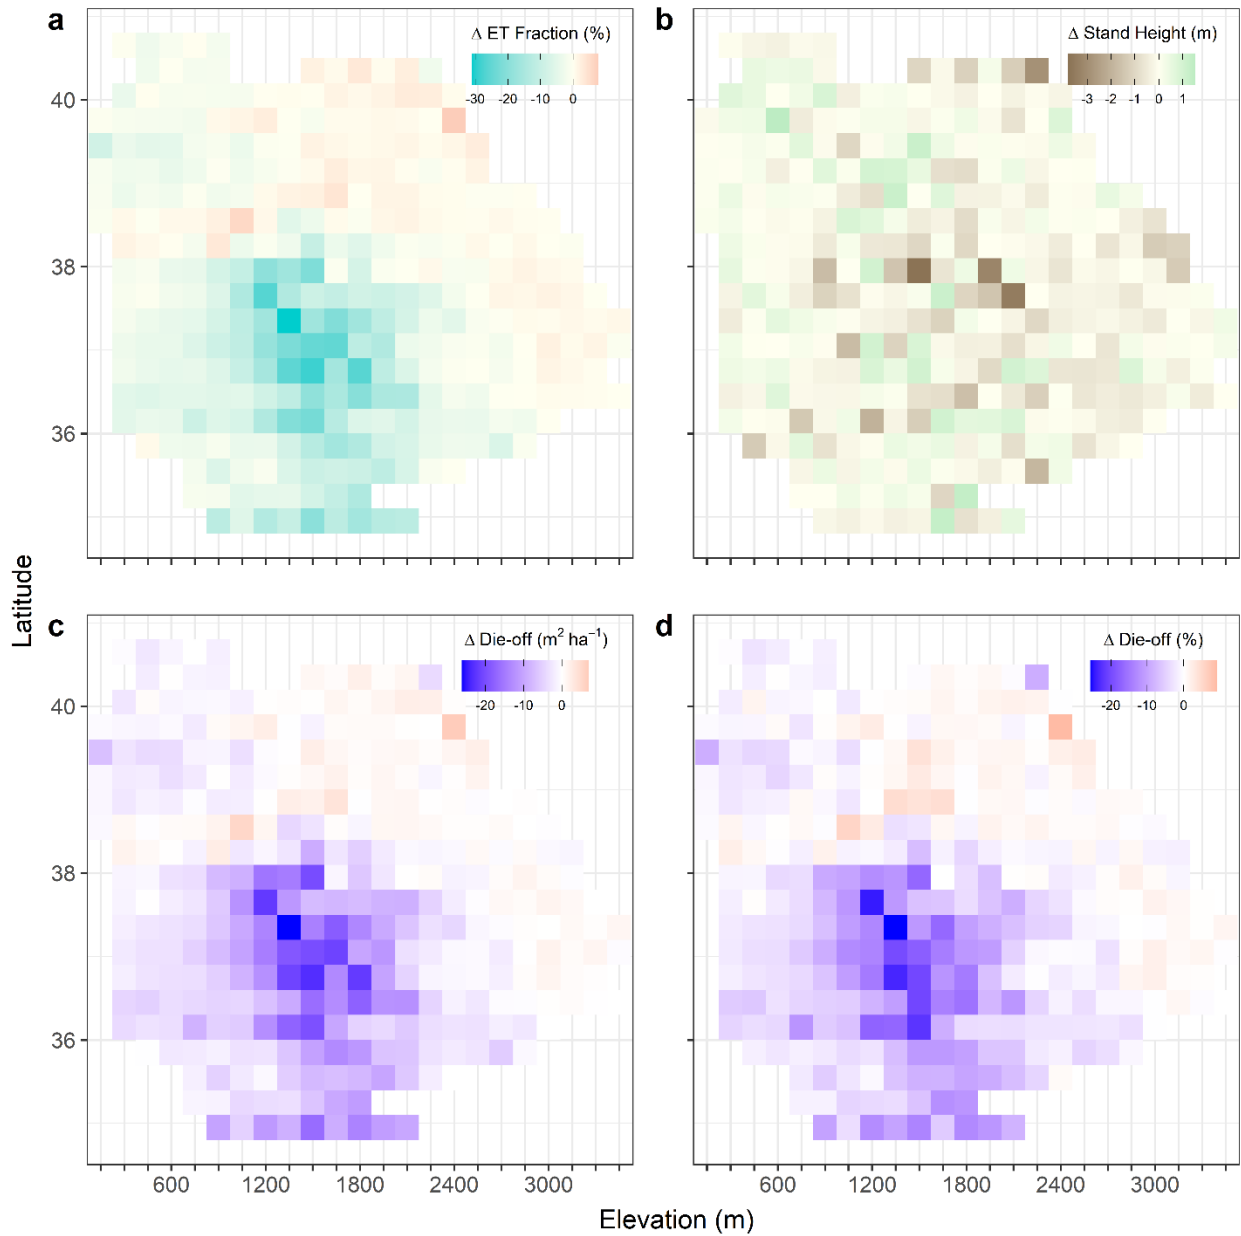 a
Δ ET Fraction (%)
-30 -20 -10 0
b
Δ Stand Height (m)
-3 -2 -1 0 1
40
38
36
Latitude
c
Δ Die-off (m² ha⁻¹)
-20 -10 0
d
Δ Die-off (%)
-20 -10 0
40
38
36
600 1200 1800 2400 3000
600 1200 1800 2400 3000
Elevation (m)